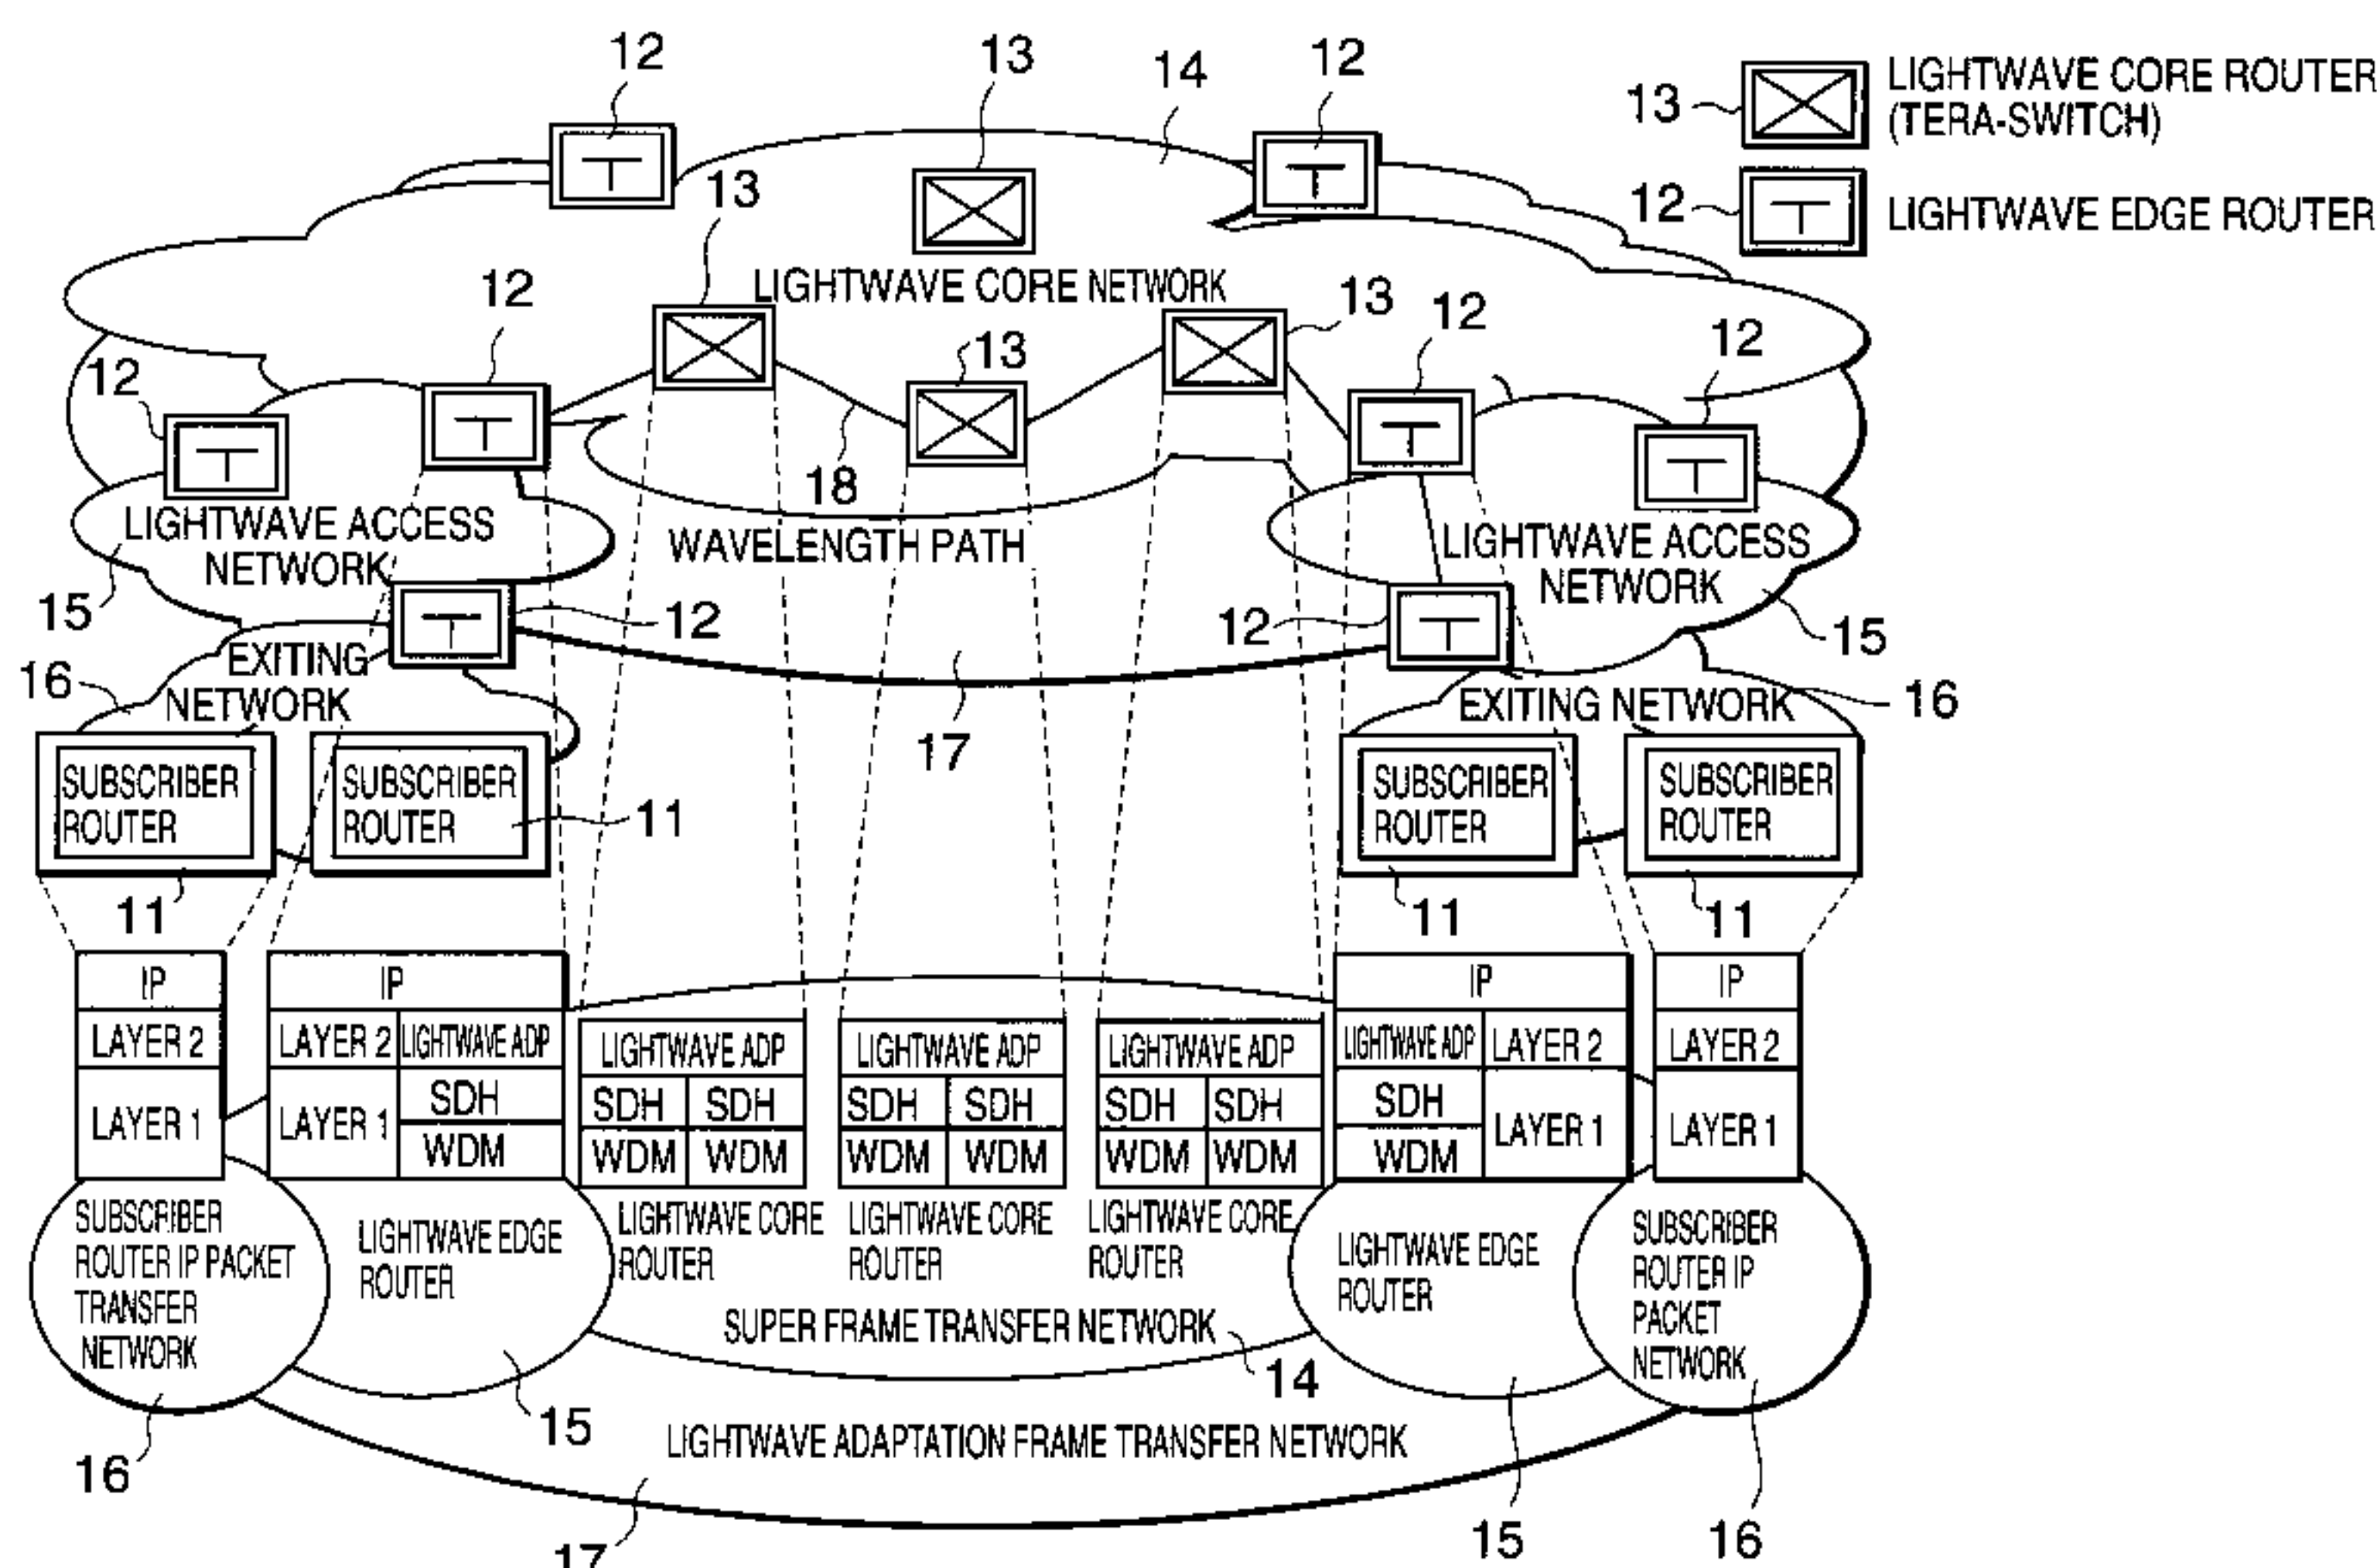 12
13
14
12
13
LIGHTWAVE CORE ROUTER
(TERA-SWITCH)
13
12
LIGHTWAVE EDGE ROUTER
LIGHTWAVE CORE NETWORK
12
13
12
13
12
12
18
LIGHTWAVE ACCESS
NETWORK
WAVELENGTH PATH
LIGHTWAVE ACCESS
NETWORK
15
12
12
15
EXITING
NETWORK
16
EXITING NETWORK
16
17
SUBSCRIBER
ROUTER
SUBSCRIBER
ROUTER
11
SUBSCRIBER
ROUTER
SUBSCRIBER
ROUTER
11
11
11
IP
LAYER 2
LAYER 1
IP
LAYER 2
LIGHTWAVE ADP
LAYER 1
SDH
WDM
LIGHTWAVE ADP
SDH
SDH
WDM
WDM
LIGHTWAVE ADP
SDH
SDH
WDM
WDM
LIGHTWAVE ADP
SDH
SDH
WDM
WDM
IP
LIGHTWAVE ADP
LAYER 2
SDH
WDM
LAYER 1
IP
LAYER 2
LAYER 1
SUBSCRIBER
ROUTER IP PACKET
TRANSFER
NETWORK
LIGHTWAVE EDGE
ROUTER
LIGHTWAVE CORE
ROUTER
LIGHTWAVE CORE
ROUTER
LIGHTWAVE CORE
ROUTER
LIGHTWAVE EDGE
ROUTER
SUBSCRIBER
ROUTER IP
PACKET
NETWORK
SUPER FRAME TRANSFER NETWORK
14
15
16
LIGHTWAVE ADAPTATION FRAME TRANSFER NETWORK
17
15
16